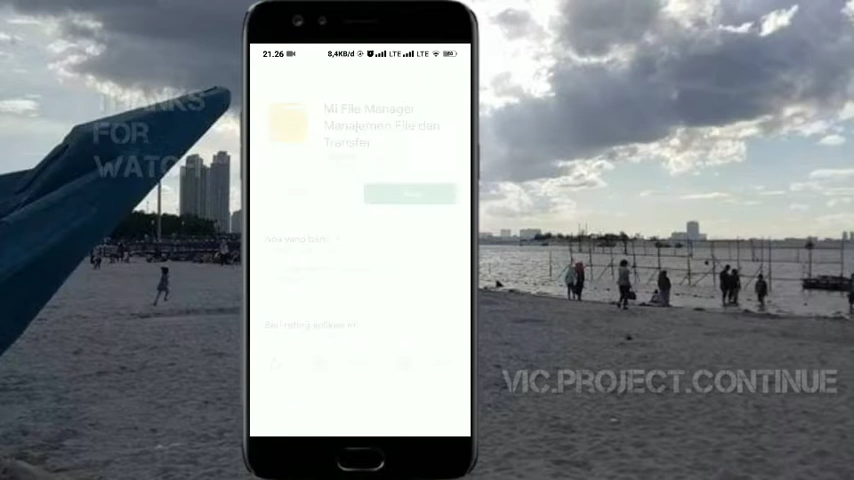 THANKS
FOR
WATC
21.26
8,4KB/d
LTE
LTE
Mi File Manager
Manajemen File dan
Transfer
Apa yang baru
Beri rating aplikasi ini
VIC.PROJECT.CONTINUE